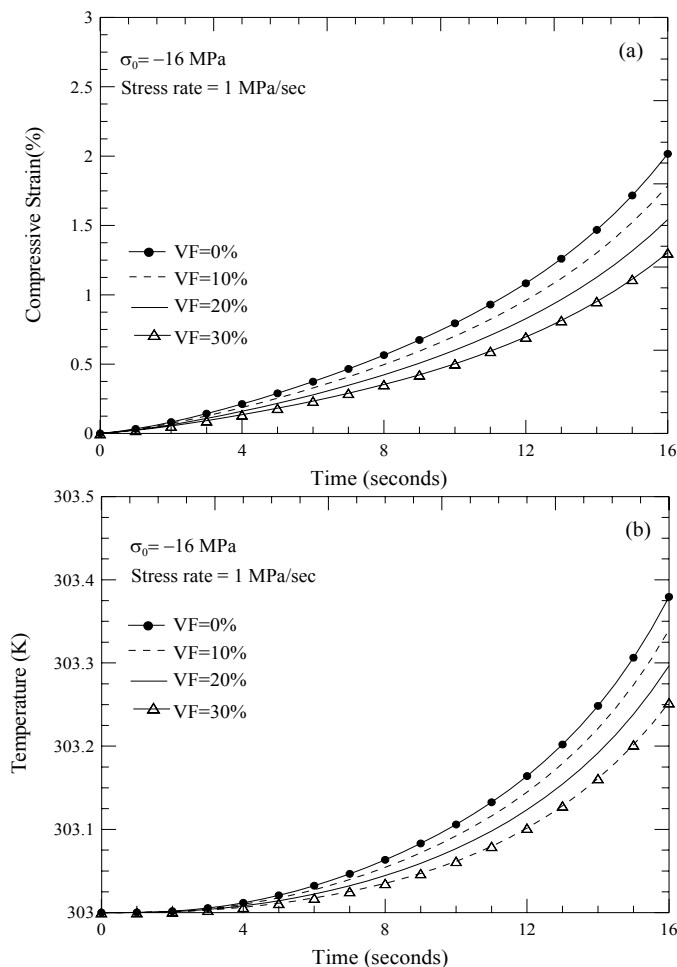 (a)
σ0= −16 MPa
Stress rate = 1 MPa/sec
3
2.5
2
1.5
1
0.5
0
Compressive Strain(%)
VF=0%
VF=10%
VF=20%
VF=30%
0 4 8 12 16
Time (seconds)
(b)
σ0= −16 MPa
Stress rate = 1 MPa/sec
303.5
303.4
303.3
303.2
303.1
303
Temperature (K)
VF=0%
VF=10%
VF=20%
VF=30%
0 4 8 12 16
Time (seconds)